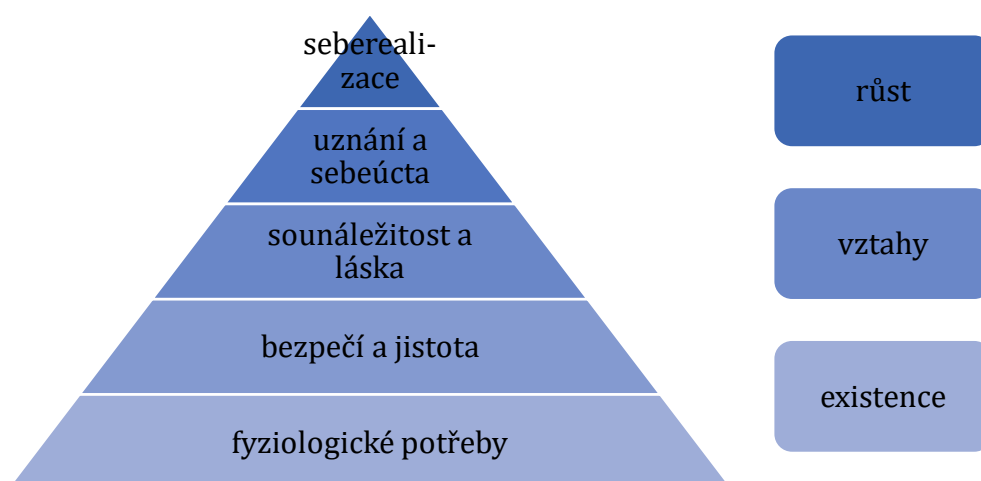 sebereali-
zace
uznání a
sebeúcta
sounáležitost a
láska
bezpečí a jistota
fyziologické potřeby
růst
vztahy
existence